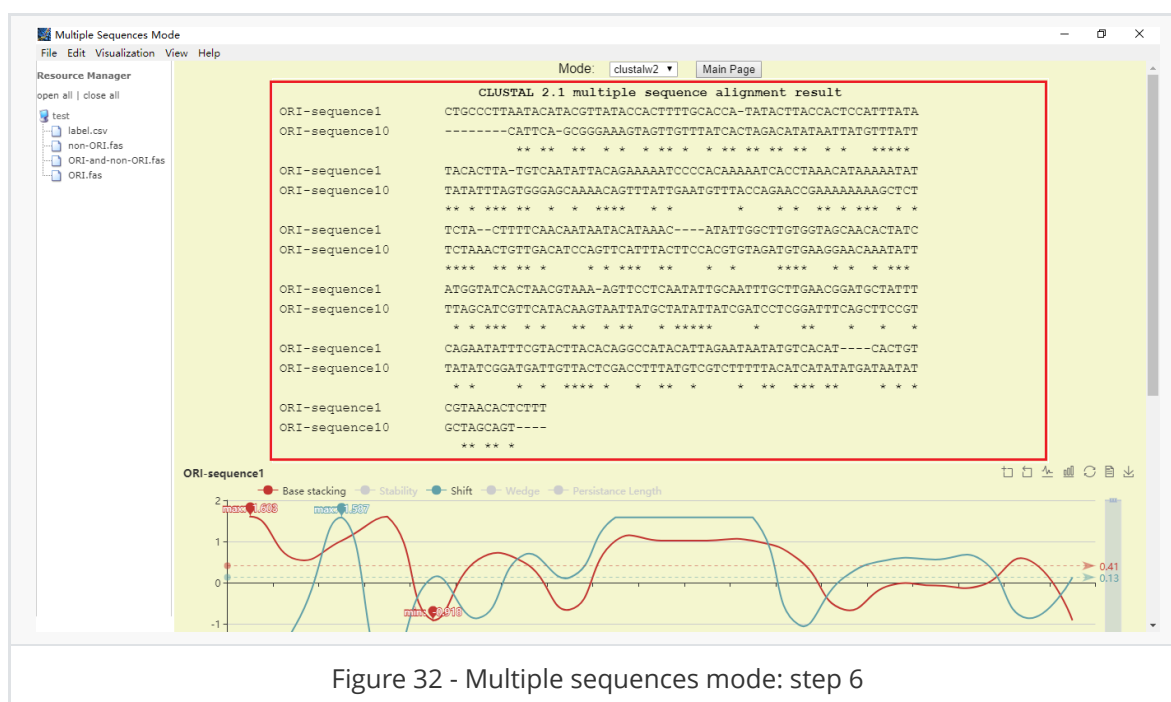 Multiple Sequences Mode
File Edit Visualization View Help
Resource Manager
open all | close all
test
label.csv
non-ORI.fas
ORI-and-non-ORI.fas
ORI.fas
Mode: clustalw2 Main Page
CLUSTAL 2.1 multiple sequence alignment result
ORI-sequence1 CTGCCCTTAATACATACGTTATACCACTTTTGCACCA-TATACTTACCACTCCATTTATA
ORI-sequence10 --------CATTCA-GCGGGAAAGTAGTTGTTTATCACTAGACATATAATTATGTTTATT
** ** ** * * * ** * * ** ** ** ** * * *****
ORI-sequence1 TACACTTA-TGTCAATATTACAGAAAAATCCCCACAAAAATCACCTAAACATAAAAATAT
ORI-sequence10 TATATTTAGTGGGAGCAAAACAGTTTATTGAATGTTTACCAGAACCGAAAAAAAAGCTCT
** * *** ** * * **** * * * * * ** * *** * *
ORI-sequence1 TCTA--CTTTTCAACAATAATACATAAAC----ATATTGGCTTGTGGTAGCAACACTATC
ORI-sequence10 TCTAAACTGTTGACATCCAGTTCATTTACTTCCACGTGTAGATGTGAAGGAACAAATATT
**** ** ** * * * *** ** * * **** * * * ***
ORI-sequence1 ATGGTATCACTAACGTAAA-AGTTCCTCAATATTGCAATTTGCTTGAACGGATGCTATTT
ORI-sequence10 TTAGCATCGTTCATACAAGTAATTATGCTATATTATCGATCCTCGGATTTCAGCTTCCGT
* * *** * * ** * ** * ***** * ** * * *
ORI-sequence1 CAGAATATTTCGTACTTACACAGGCCATACATTAGAATAATATGTCACAT----CACTGT
ORI-sequence10 TATATCGGATGATTGTTACTCGACCTTTATGTCGTCTTTTTACATCATATATGATAATAT
* * * * **** * * ** * * ** *** ** * * *
ORI-sequence1 CGTAACACTCTTT
ORI-sequence10 GCTAGCAGT----
** ** *
ORI-sequence1
Base stacking Stability Shift Wedge Persistance Length
2
1
0
-1
0.41
0.13
Figure 32 - Multiple sequences mode: step 6